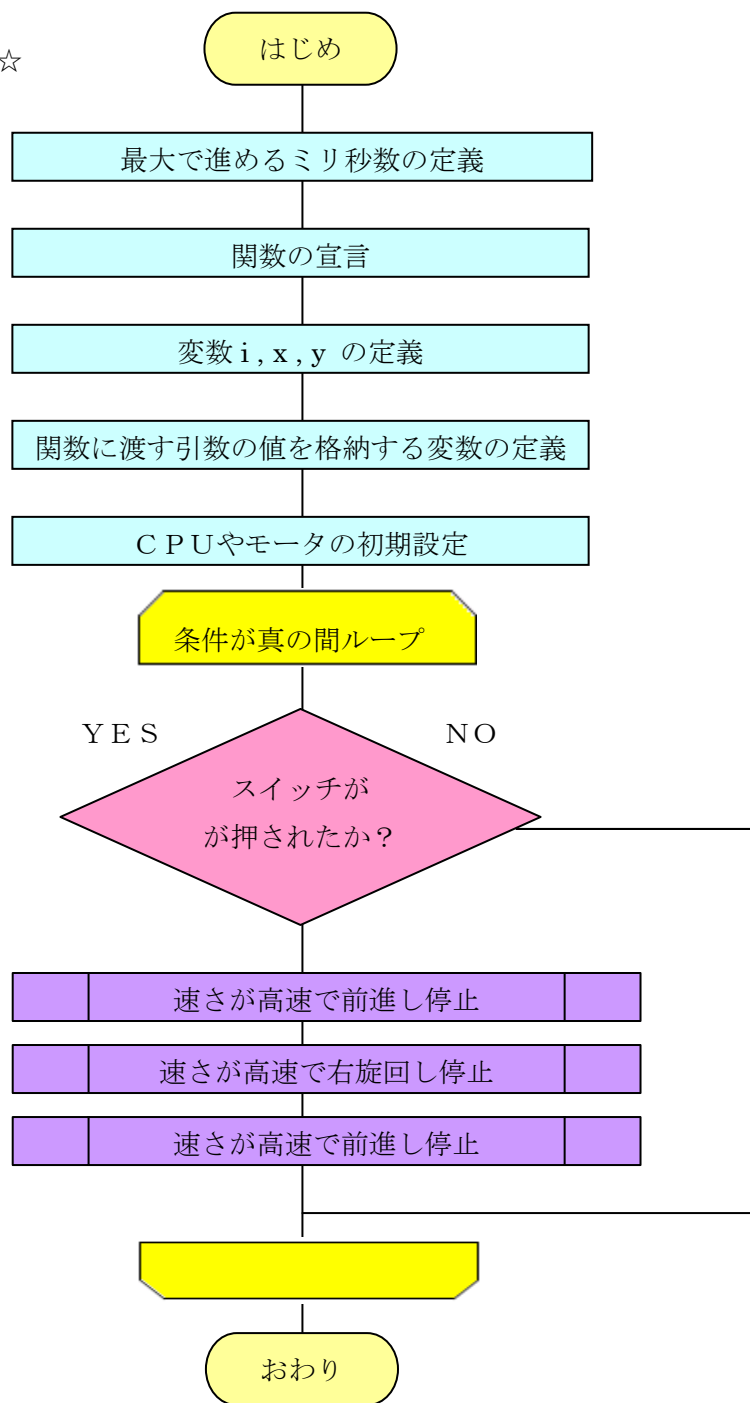 はじめ
☆
最大で進めるミリ秒数の定義
関数の宣言
変数ｉ,ｘ,ｙ の定義
関数に渡す引数の値を格納する変数の定義
ＣＰＵやモータの初期設定
条件が真の間ループ
ＹＥＳ
ＮＯ
スイッチが
が押されたか？
速さが高速で前進し停止
速さが高速で右旋回し停止
速さが高速で前進し停止
おわり